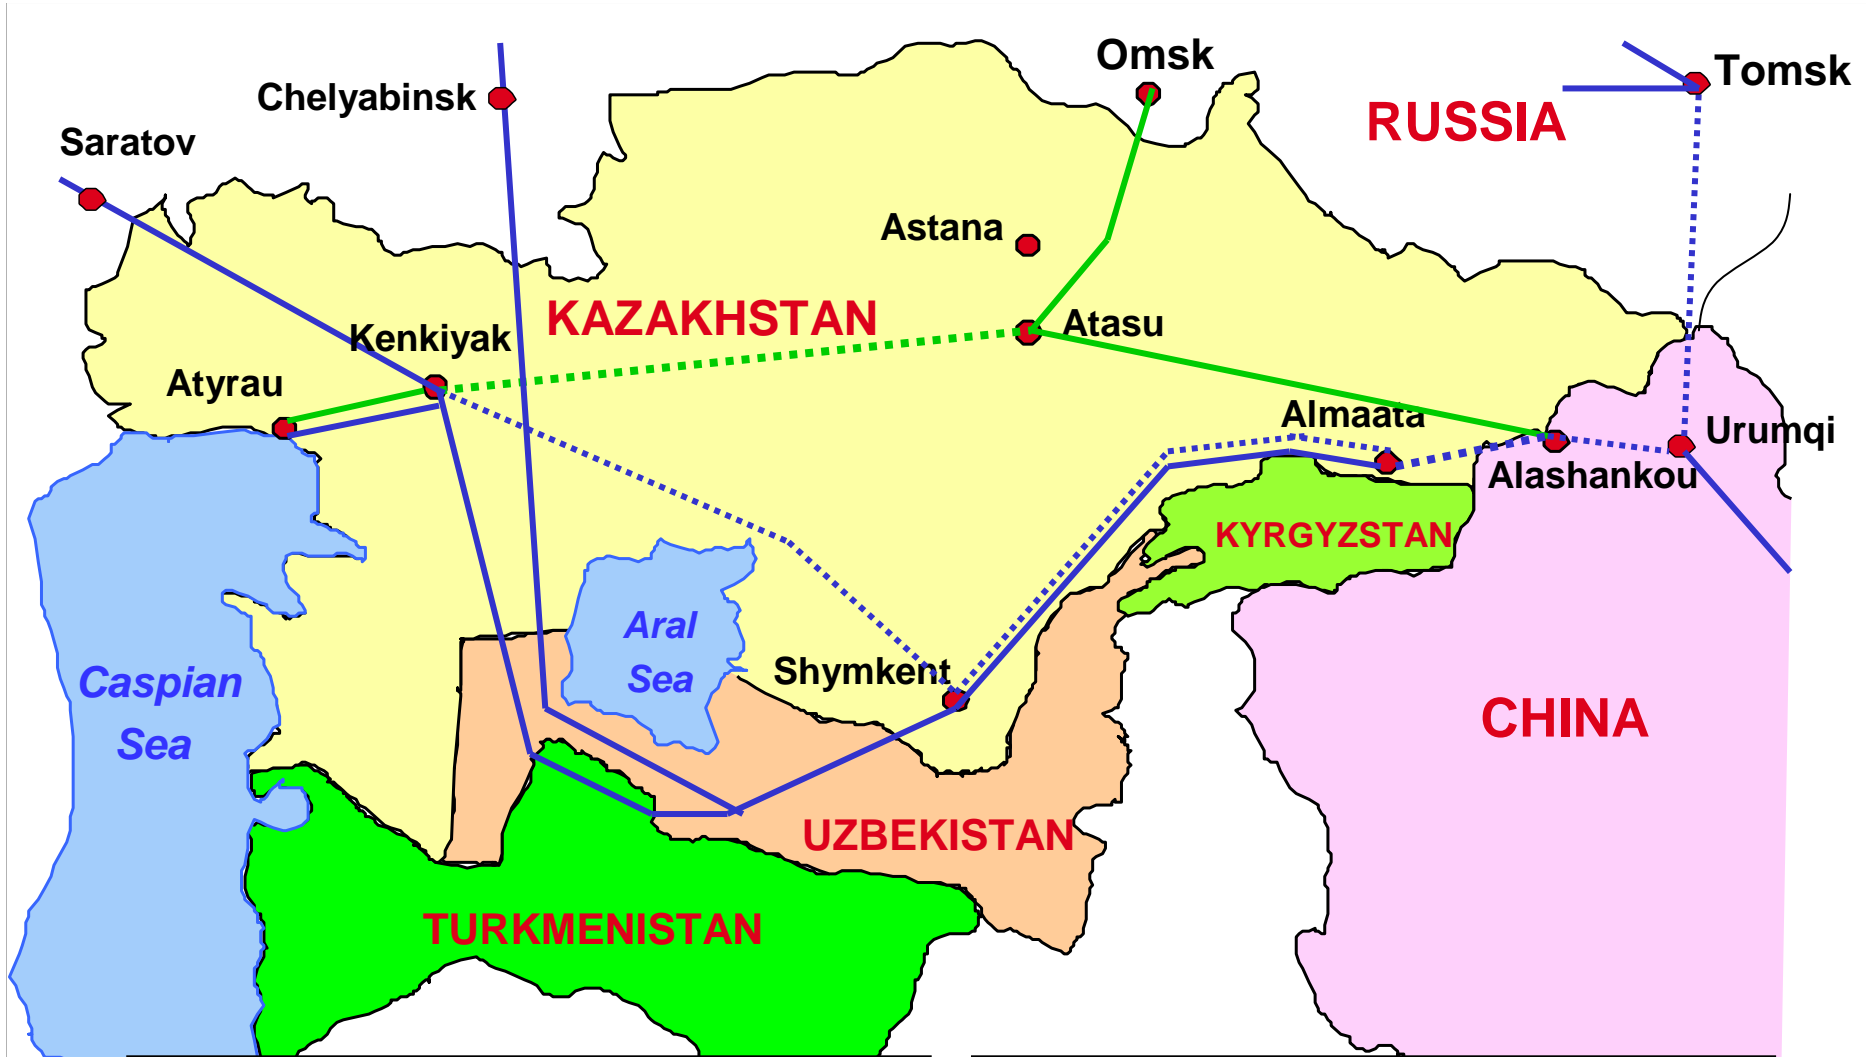 Omsk
Tomsk
Chelyabinsk
RUSSIA
Saratov
Astana
KAZAKHSTAN
Atasu
Kenkiyak
Atyrau
Almaata
Urumqi
Alashankou
KYRGYZSTAN
Aral
Sea
Shymkent
Caspian
Sea
CHINA
UZBEKISTAN
TURKMENISTAN